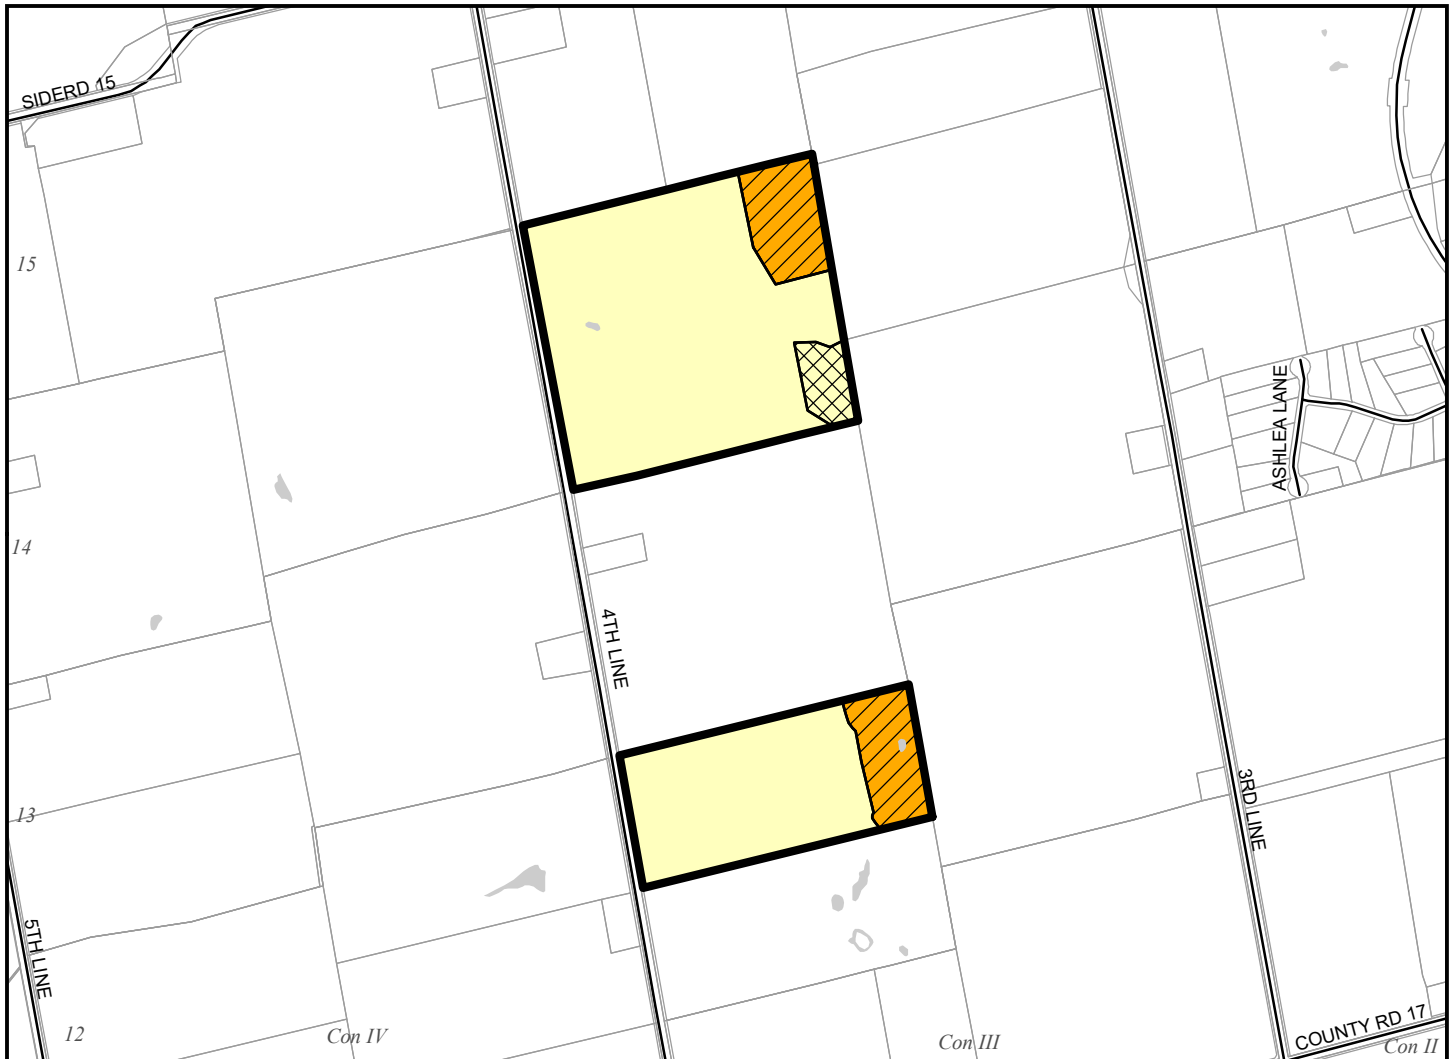 SIDERD 15
15
ASHLEA LANE
14
4TH LINE
3RD LINE
13
5TH LINE
12
Con IV
Con III
COUNTY RD 17
Con II